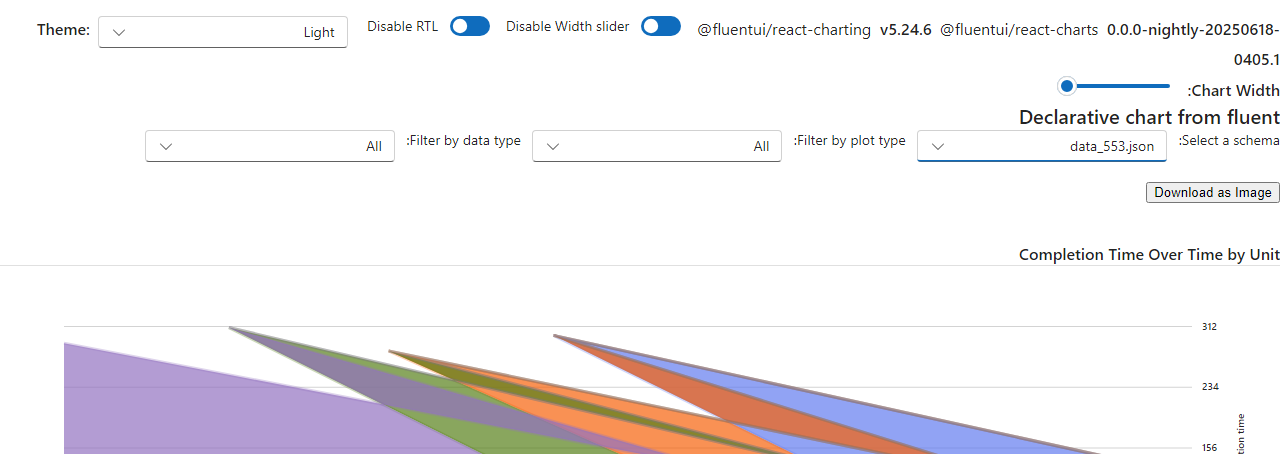 Theme: Light Disable RTL Disable Width slider @fluentui/react-charting v5.24.6 @fluentui/react-charts 0.0.0-nightly-20250618-
0405.1
:Chart Width
Declarative chart from fluent
:Select a schema data_553.json :Filter by plot type All :Filter by data type All
Download as Image
Completion Time Over Time by Unit
312
234
156
time